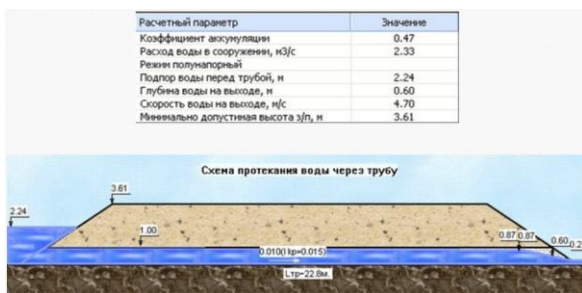 Расчетный параметр Значение
Коэффициент аккумуляции 0.47
Расход воды в сооружении, м3/с 2.33
Режим полунапорный
Подпор воды перед трубой, м 2.24
Глубина воды на выходе, м 0.60
Скорость воды на выходе, м/с 4.70
Минимально допустимая высота з/п, м 3.61
Схема протекания воды через трубу
3.61
2.24
1.00
0.87 0.87
0.60
0.010(I kp=0.015)
Lтр=22.8м.